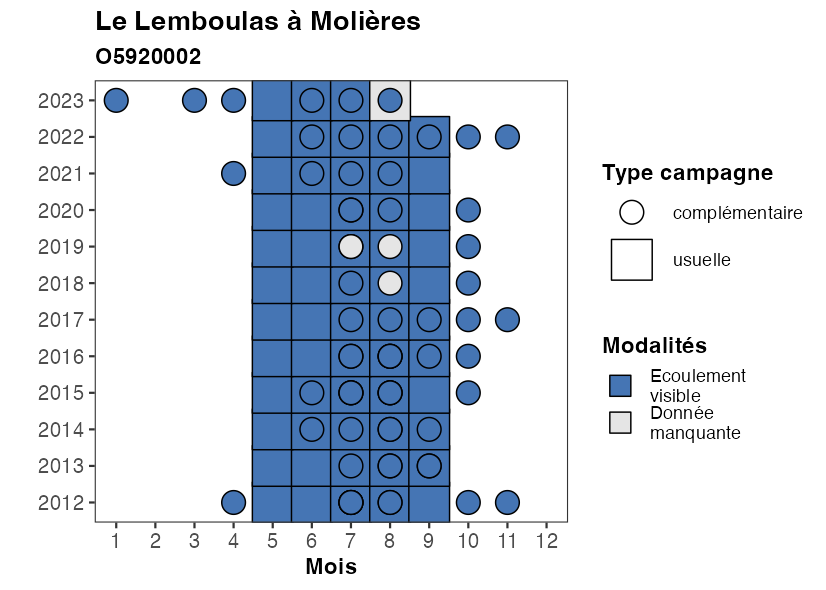 Le Lemboulas à Molières
O5920002
2023
2022
2021
2020
2019
2018
2017
2016
2015
2014
2013
2012
1 2 3 4 5 6 7 8 9 10 11 12
Mois
Type campagne
complémentaire
usuelle
Modalités
Ecoulement
visible
Donnée
manquante